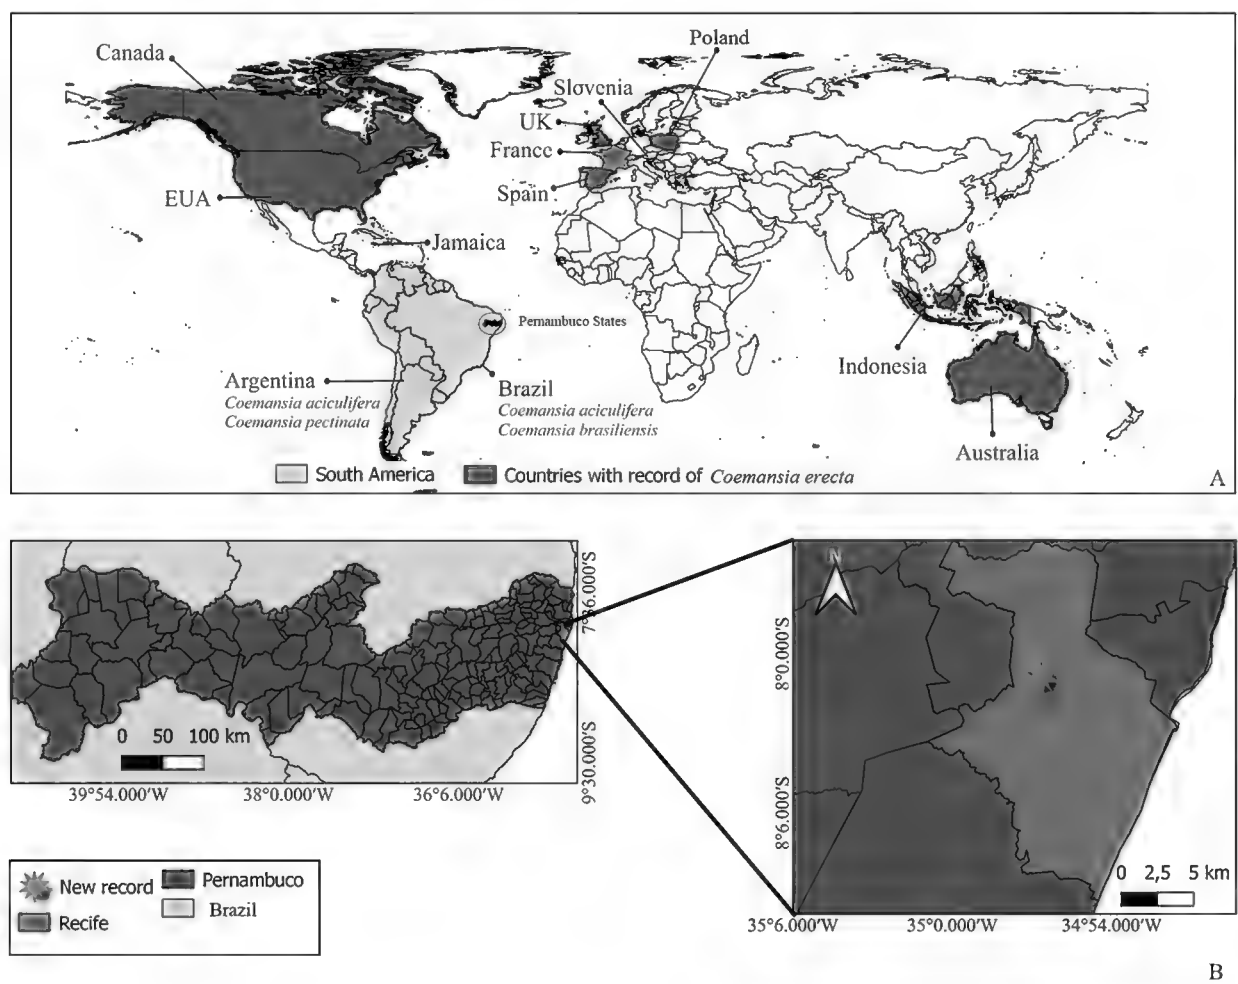 Canada
Poland
Slovenia
UK
France
EUA
Spain
Jamaica
Pernambuco States
Indonesia
Argentina
Coemansia aciculifera
Coemansia pectinata
Brazil
Coemansia aciculifera
Coemansia brasiliensis
Australia
South America
Countries with record of Coemansia erecta
A
0 50 100 km
39°54.000'W 38°0.000'W 36°6.000'W
7°36.000'S
9°30.000'S
N
8°0.000'S
8°6.000'S
0 2,5 5 km
35°6.000'W 35°0.000'W 34°54.000'W
New record
Pernambuco
Recife
Brazil
B